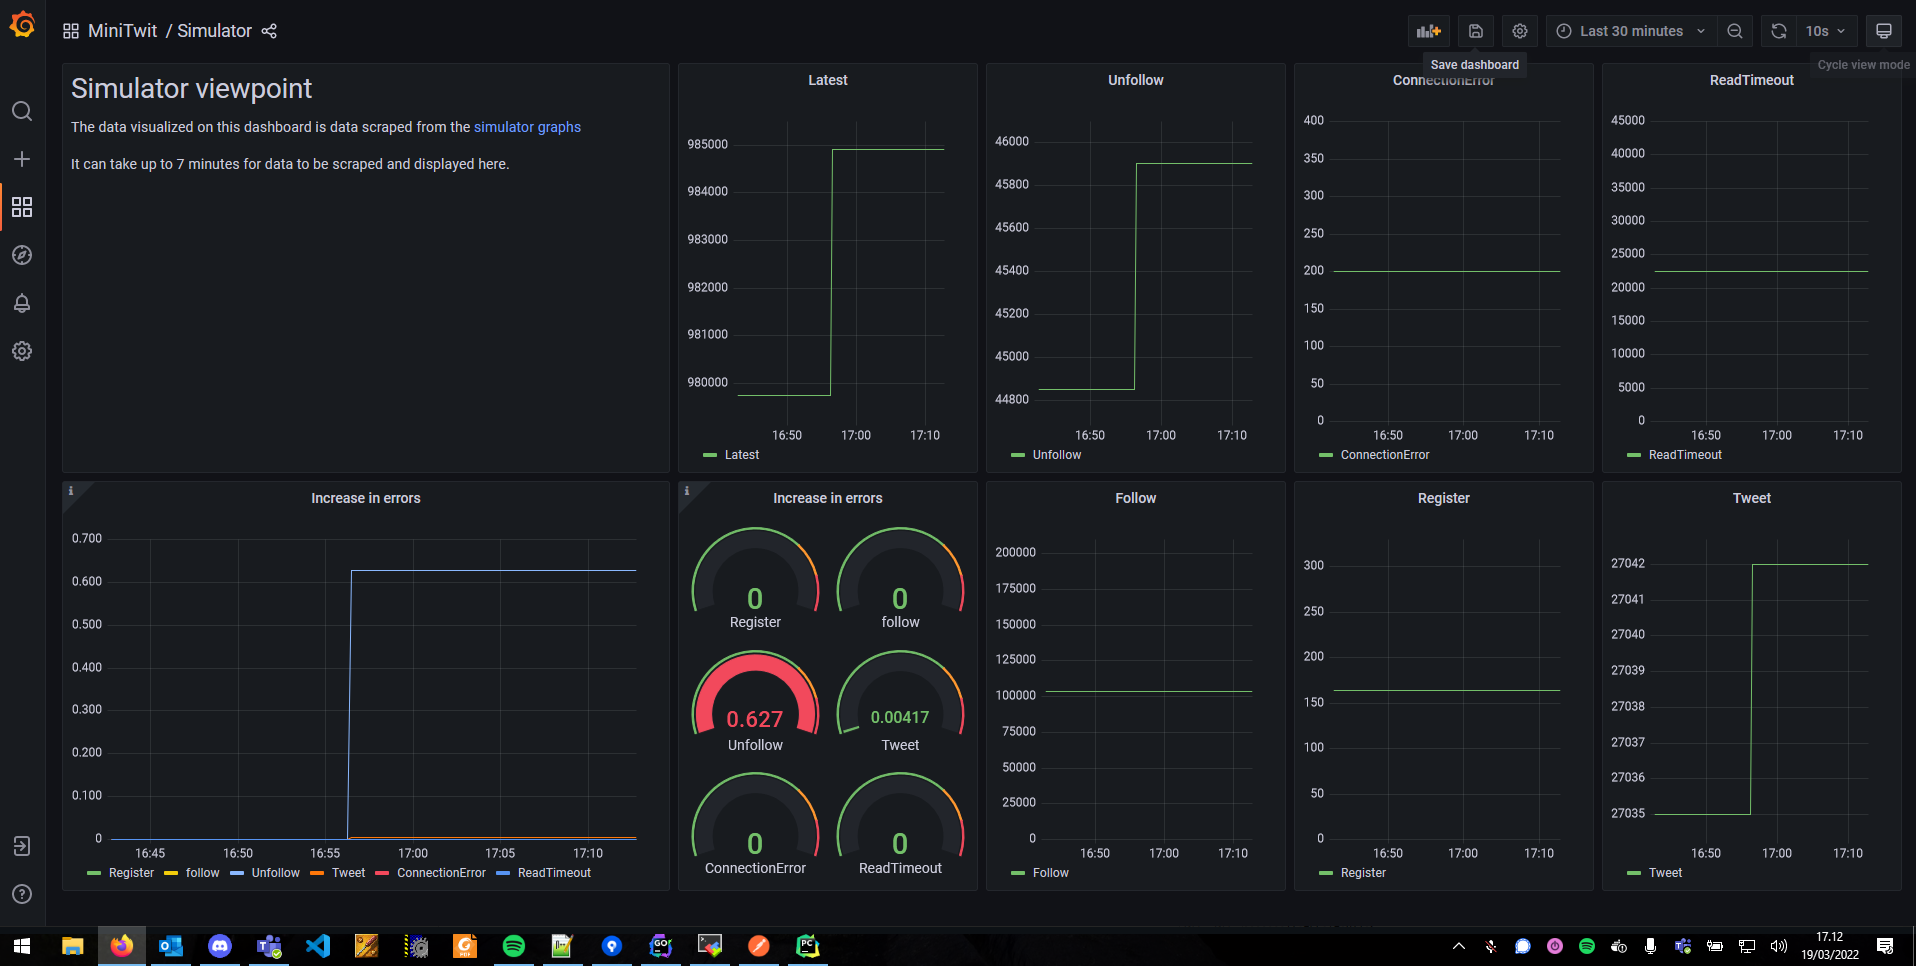 MiniTwit / Simulator
Last 30 minutes
10s
Save dashboard
Cycle view mode
Simulator viewpoint
The data visualized on this dashboard is data scraped from the simulator graphs
It can take up to 7 minutes for data to be scraped and displayed here.
Latest
985000
984000
983000
982000
981000
980000
16:50 17:00 17:10
Latest
Unfollow
46000
45800
45600
45400
45200
45000
44800
16:50 17:00 17:10
Unfollow
ConnectionError
400
350
300
250
200
150
100
50
0
16:50 17:00 17:10
ConnectionError
ReadTimeout
45000
40000
35000
30000
25000
20000
15000
10000
5000
0
16:50 17:00 17:10
ReadTimeout
i
Increase in errors
0.700
0.600
0.500
0.400
0.300
0.200
0.100
0
16:45 16:50 16:55 17:00 17:05 17:10
Register follow Unfollow Tweet ConnectionError ReadTimeout
i
Increase in errors
0 0
Register follow
0.627 0.00417
Unfollow Tweet
0 0
ConnectionError ReadTimeout
Follow
200000
175000
150000
125000
100000
75000
50000
25000
0
16:50 17:00 17:10
Follow
Register
300
250
200
150
100
50
0
16:50 17:00 17:10
Register
Tweet
27042
27041
27040
27039
27038
27037
27036
27035
16:50 17:00 17:10
Tweet
GO
PC
17.12
19/03/2022